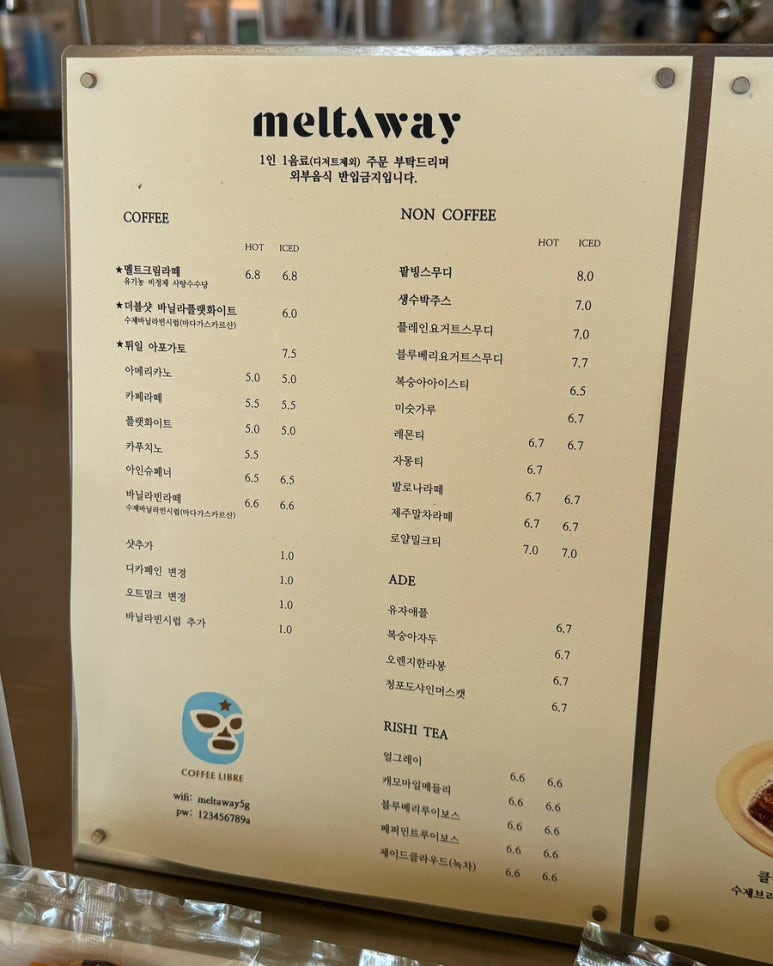 meltAway
1인 1음료(디저트제외) 주문 부탁드리며
외부음식 반입금지입니다.
COFFEE
HOT ICED
★멜트크림라떼 6.8 6.8
유기농 비정제 사탕수수당
★더블샷 바닐라플랫화이트 6.0
수제바닐라빈시럽(마다가스카르산)
★튀일 아포가토 7.5
아메리카노 5.0 5.0
카페라떼 5.5 5.5
플랫화이트 5.0 5.0
카푸치노 5.5
아인슈페너 6.5 6.5
바닐라빈라떼 6.6 6.6
수제바닐라빈시럽(마다가스카르산)
샷추가 1.0
디카페인 변경 1.0
오트밀크 변경 1.0
바닐라빈시럽 추가 1.0
COFFEE LIBRE
wifi: meltaway5g
pw: 123456789a
NON COFFEE
HOT ICED
팥빙스무디 8.0
생수박주스 7.0
플레인요거트스무디 7.0
블루베리요거트스무디 7.7
복숭아아이스티 6.5
미숫가루 6.7
레몬티 6.7 6.7
자몽티 6.7
발로나라떼 6.7 6.7
제주말차라떼 6.7 6.7
로얄밀크티 7.0 7.0
ADE
유자애플 6.7
복숭아자두 6.7
오렌지한라봉 6.7
청포도샤인머스캣 6.7
RISHI TEA
얼그레이 6.6 6.6
캐모마일메들리 6.6 6.6
블루베리루이보스 6.6 6.6
페퍼민트루이보스 6.6 6.6
제이드클라우드(녹차) 6.6 6.6
클
수제브리